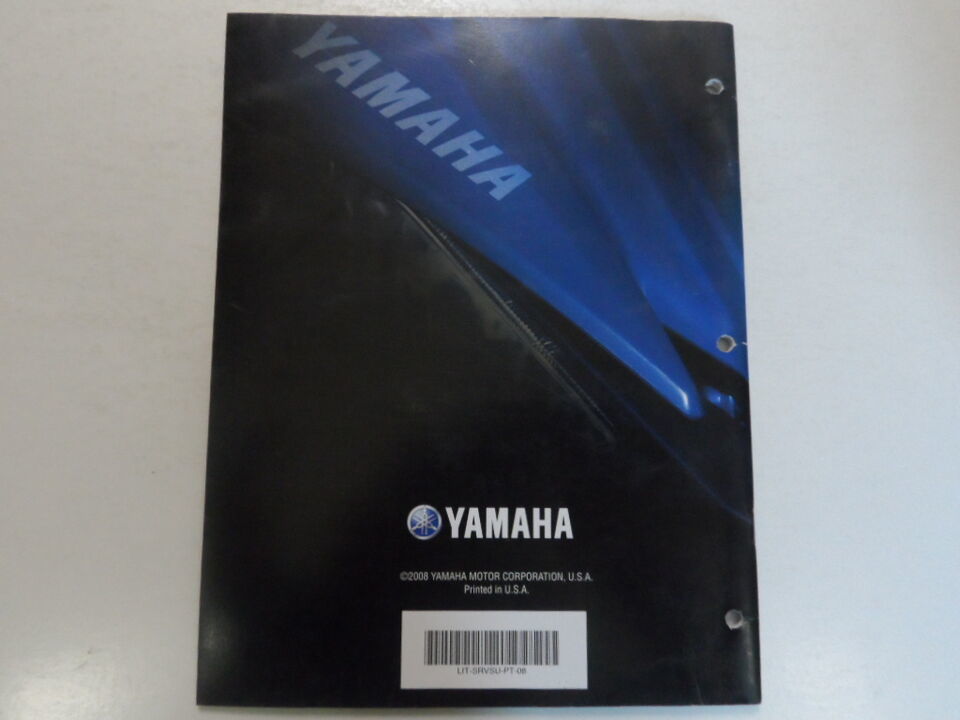 YAMAHA
YAMAHA
©2008 YAMAHA MOTOR CORPORATION, U.S.A.
Printed in U.S.A.
LIT-SRVSU-PT-08